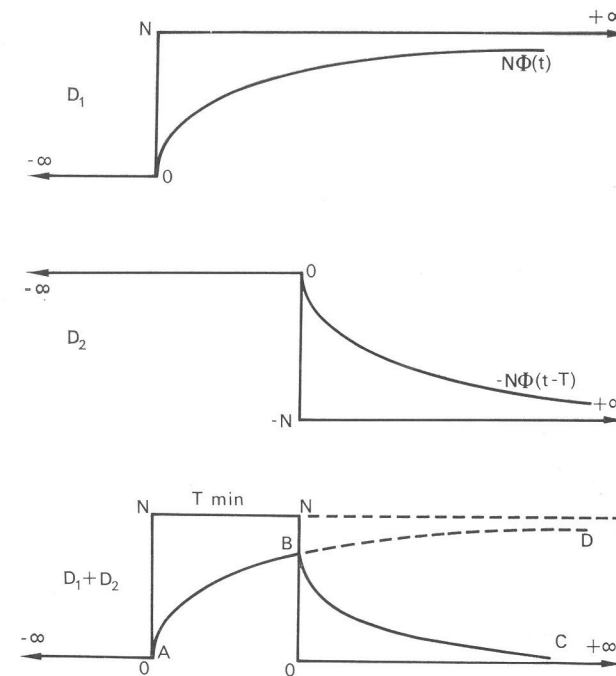 +∞
N
NΦ(t)
D₁
-∞
0
0
-∞
D₂
-NΦ(t-T)
+∞
-N
T min
N
N
B
D
D₁+D₂
-∞
A
C
+∞
0
0